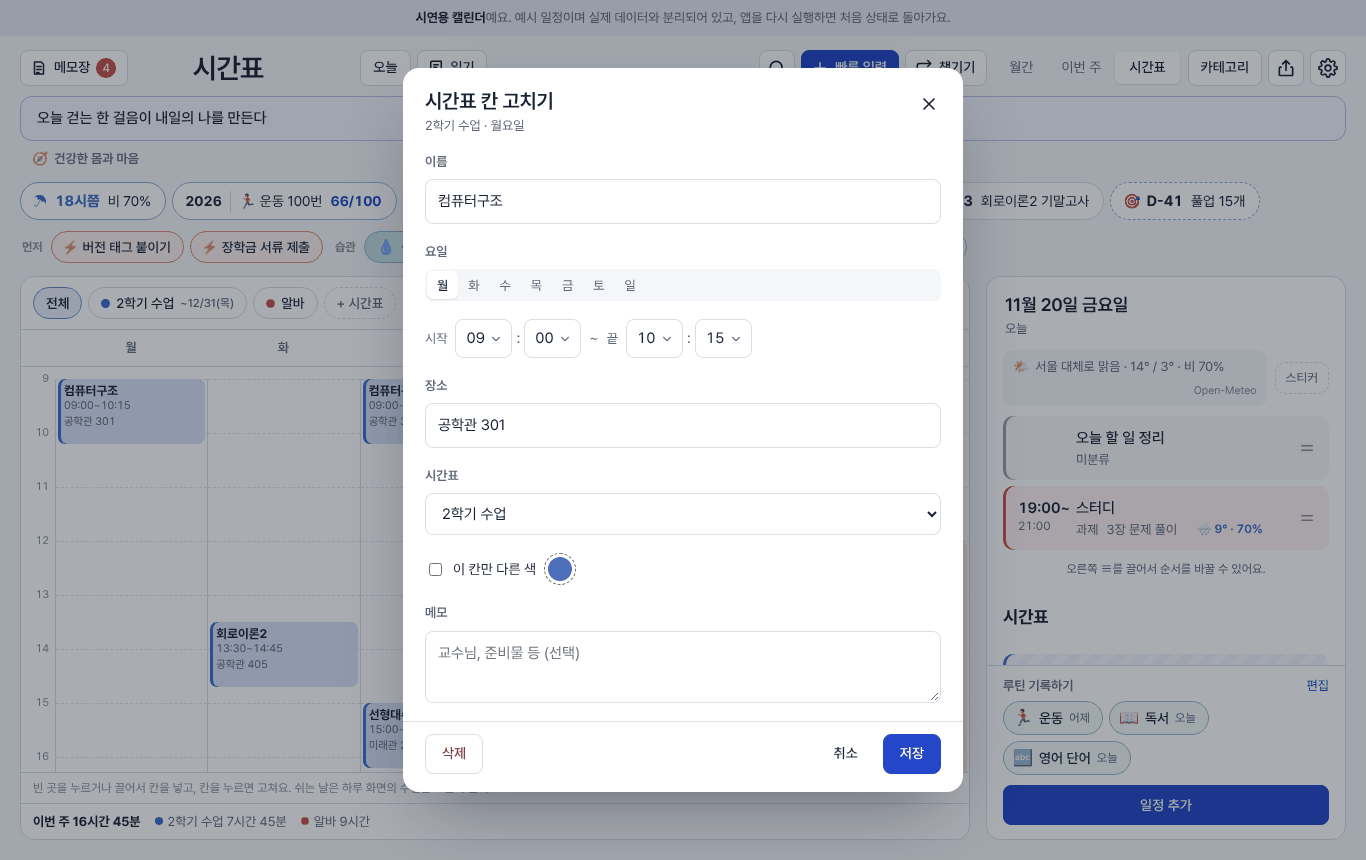 시연용 캘린더예요. 예시 일정이며 실제 데이터와 분리되어 있고, 앱을 다시 실행하면 처음 상태로 돌아가요.
메모장 4
시간표
오늘
월간
이번 주
시간표
카테고리
오늘 걷는 한 걸음이 내일의 나를 만든다
건강한 몸과 마음
18시쯤 비 70%
2026 운동 100번 66/100
3 회로이론2 기말고사
D-41 풀업 15개
먼저
버전 태그 붙이기
장학금 서류 제출
습관
전체
2학기 수업 ~12/31(목)
알바
+ 시간표
월
화
9
10
11
12
13
14
15
16
컴퓨터구조
09:00~10:15
공학관 301
회로이론2
13:30~14:45
공학관 405
빈 곳을 누르거나 끌어서 칸을 넣고, 칸을 누르면 고쳐요. 쉬는 날은 하루 화면의
이번 주 16시간 45분
2학기 수업 7시간 45분
알바 9시간
시간표 칸 고치기
2학기 수업 · 월요일
이름
컴퓨터구조
요일
월 화 수 목 금 토 일
시작 09 : 00 ~ 끝 10 : 15
장소
공학관 301
시간표
2학기 수업
이 칸만 다른 색
메모
교수님, 준비물 등 (선택)
삭제
취소
저장
11월 20일 금요일
오늘
서울 대체로 맑음 · 14° / 3° · 비 70%
Open-Meteo
스티커
오늘 할 일 정리
미분류
19:00~ 스터디
21:00 과제 3장 문제 풀이 9° · 70%
오른쪽 ≡를 끌어서 순서를 바꿀 수 있어요.
시간표
루틴 기록하기
편집
운동 어제
독서 오늘
abc 영어 단어 오늘
일정 추가